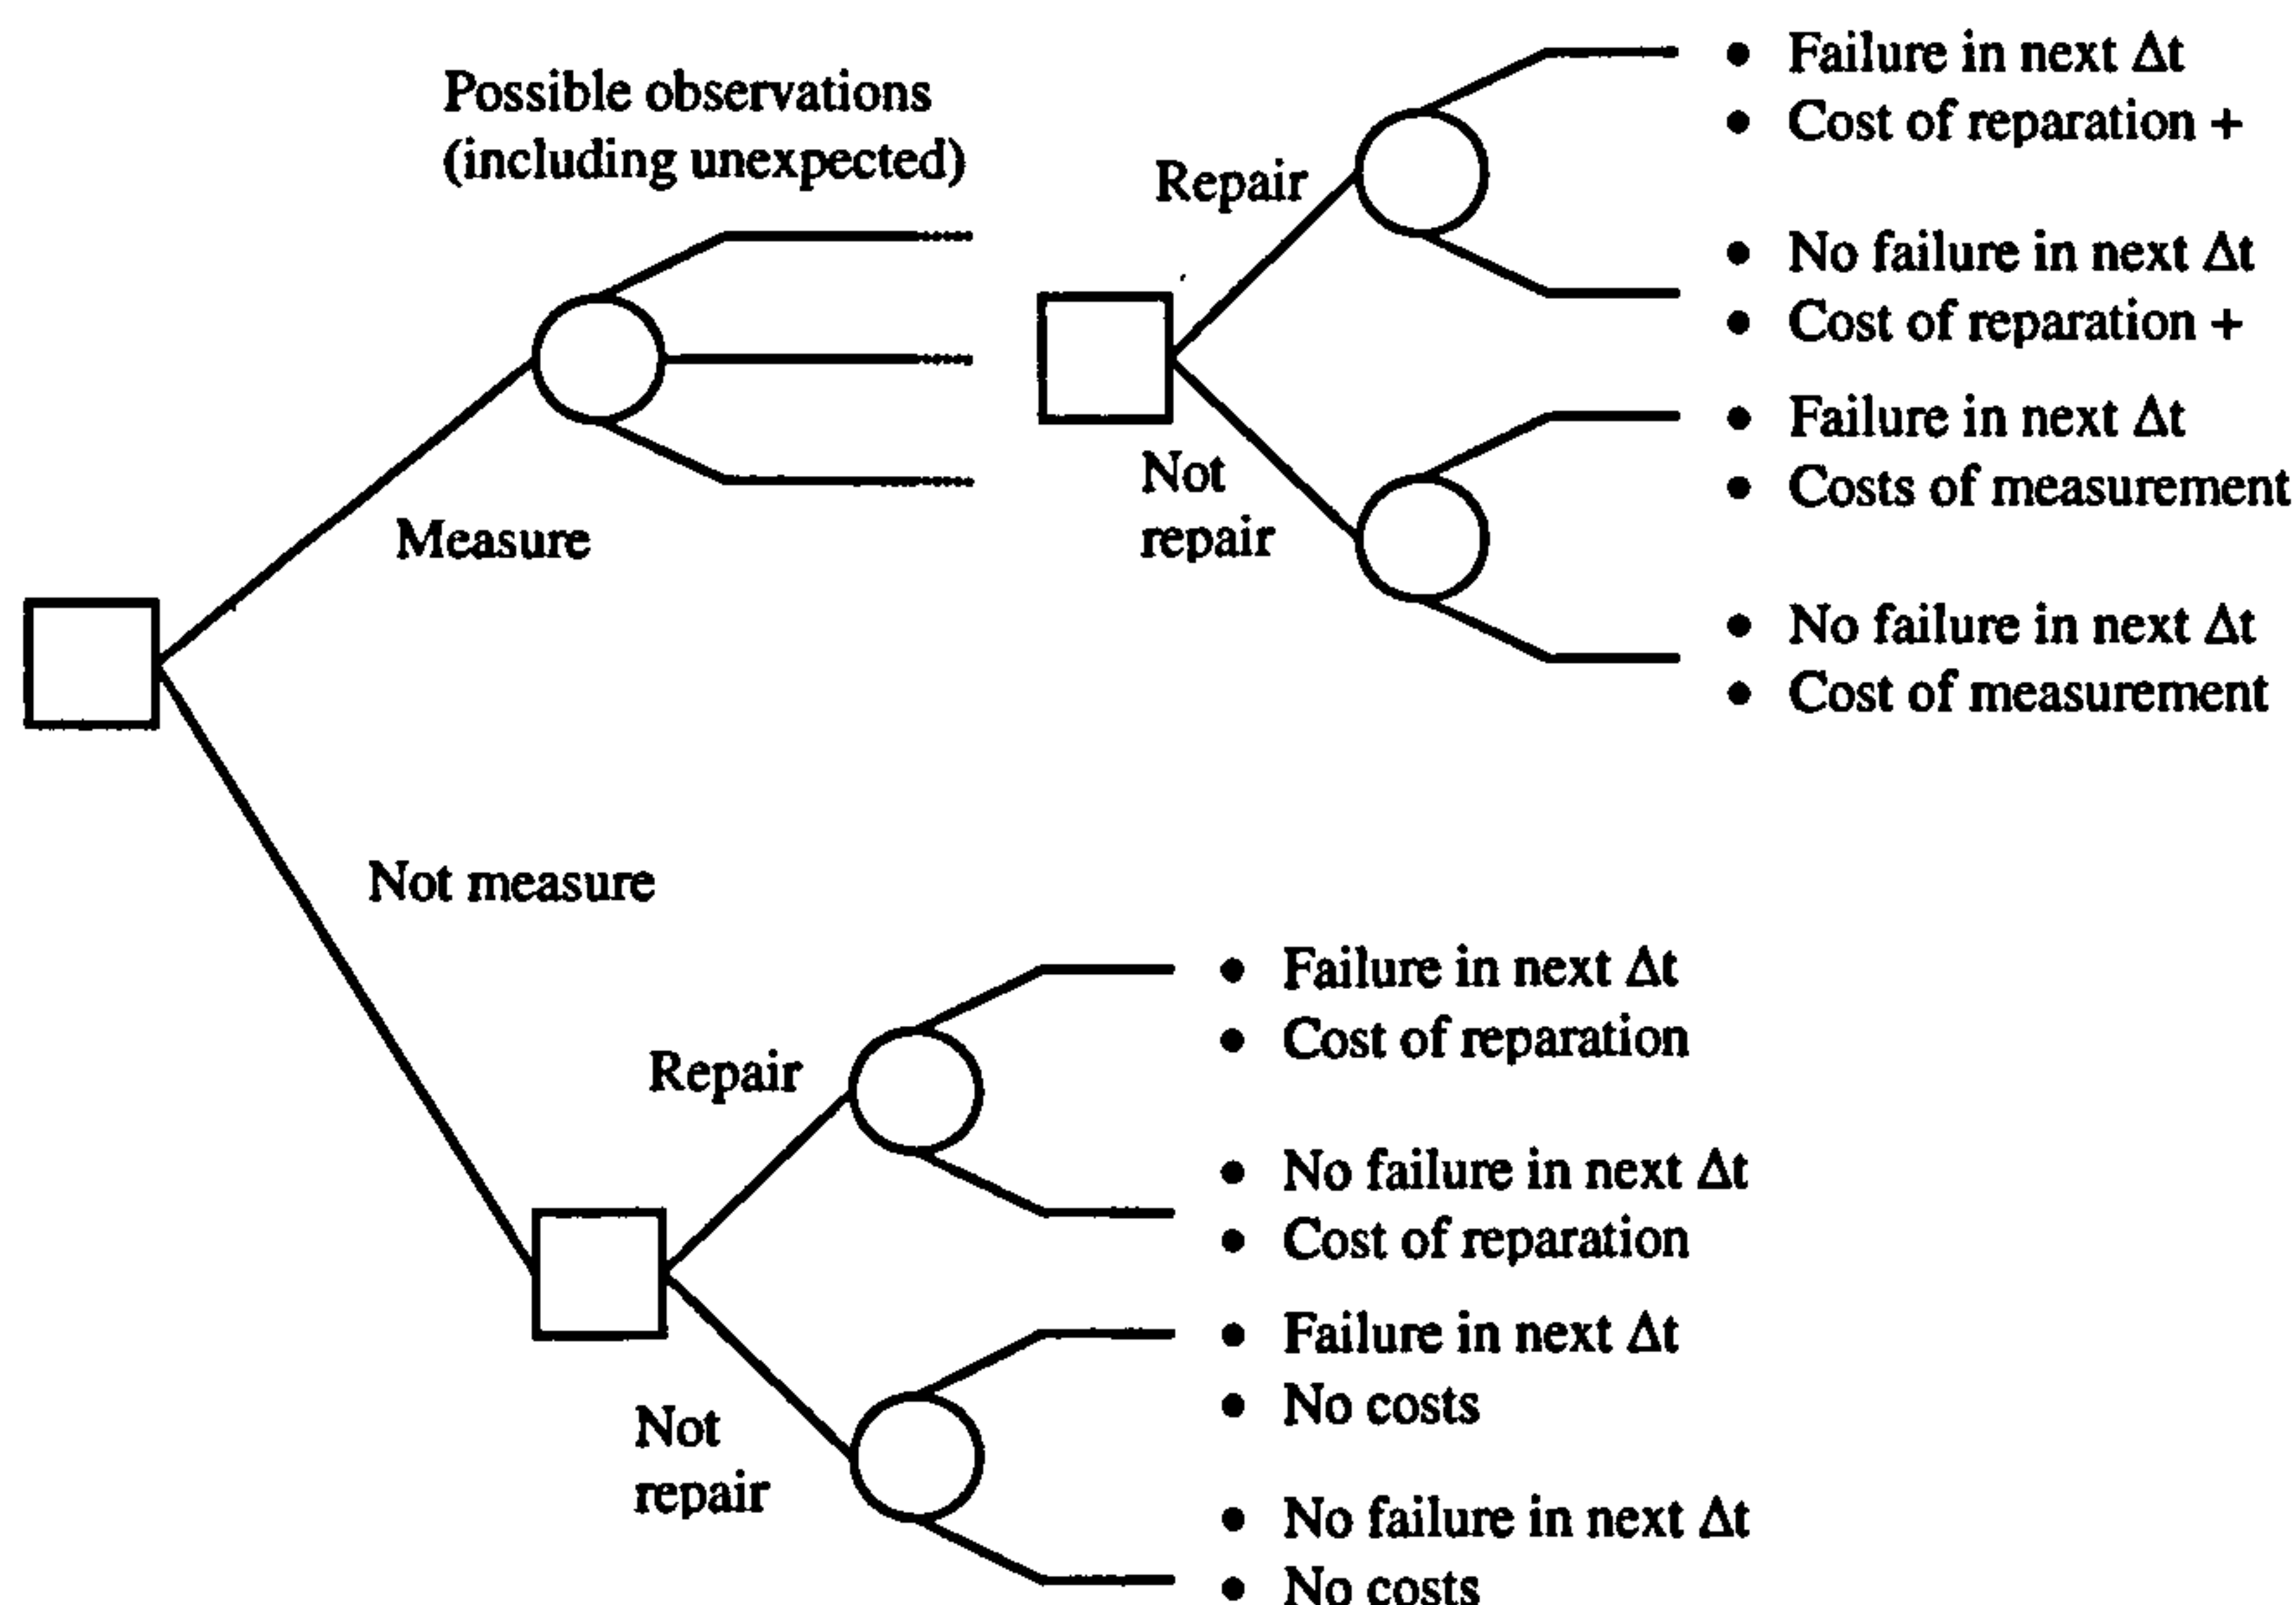 Possible observations
(including unexpected)
Measure
Repair
• Failure in next Δt
• Cost of reparation +
• No failure in next Δt
• Cost of reparation +
Not
repair
• Failure in next Δt
• Costs of measurement
• No failure in next Δt
• Cost of measurement
Not measure
Repair
• Failure in next Δt
• Cost of reparation
• No failure in next Δt
• Cost of reparation
Not
repair
• Failure in next Δt
• No costs
• No failure in next Δt
• No costs